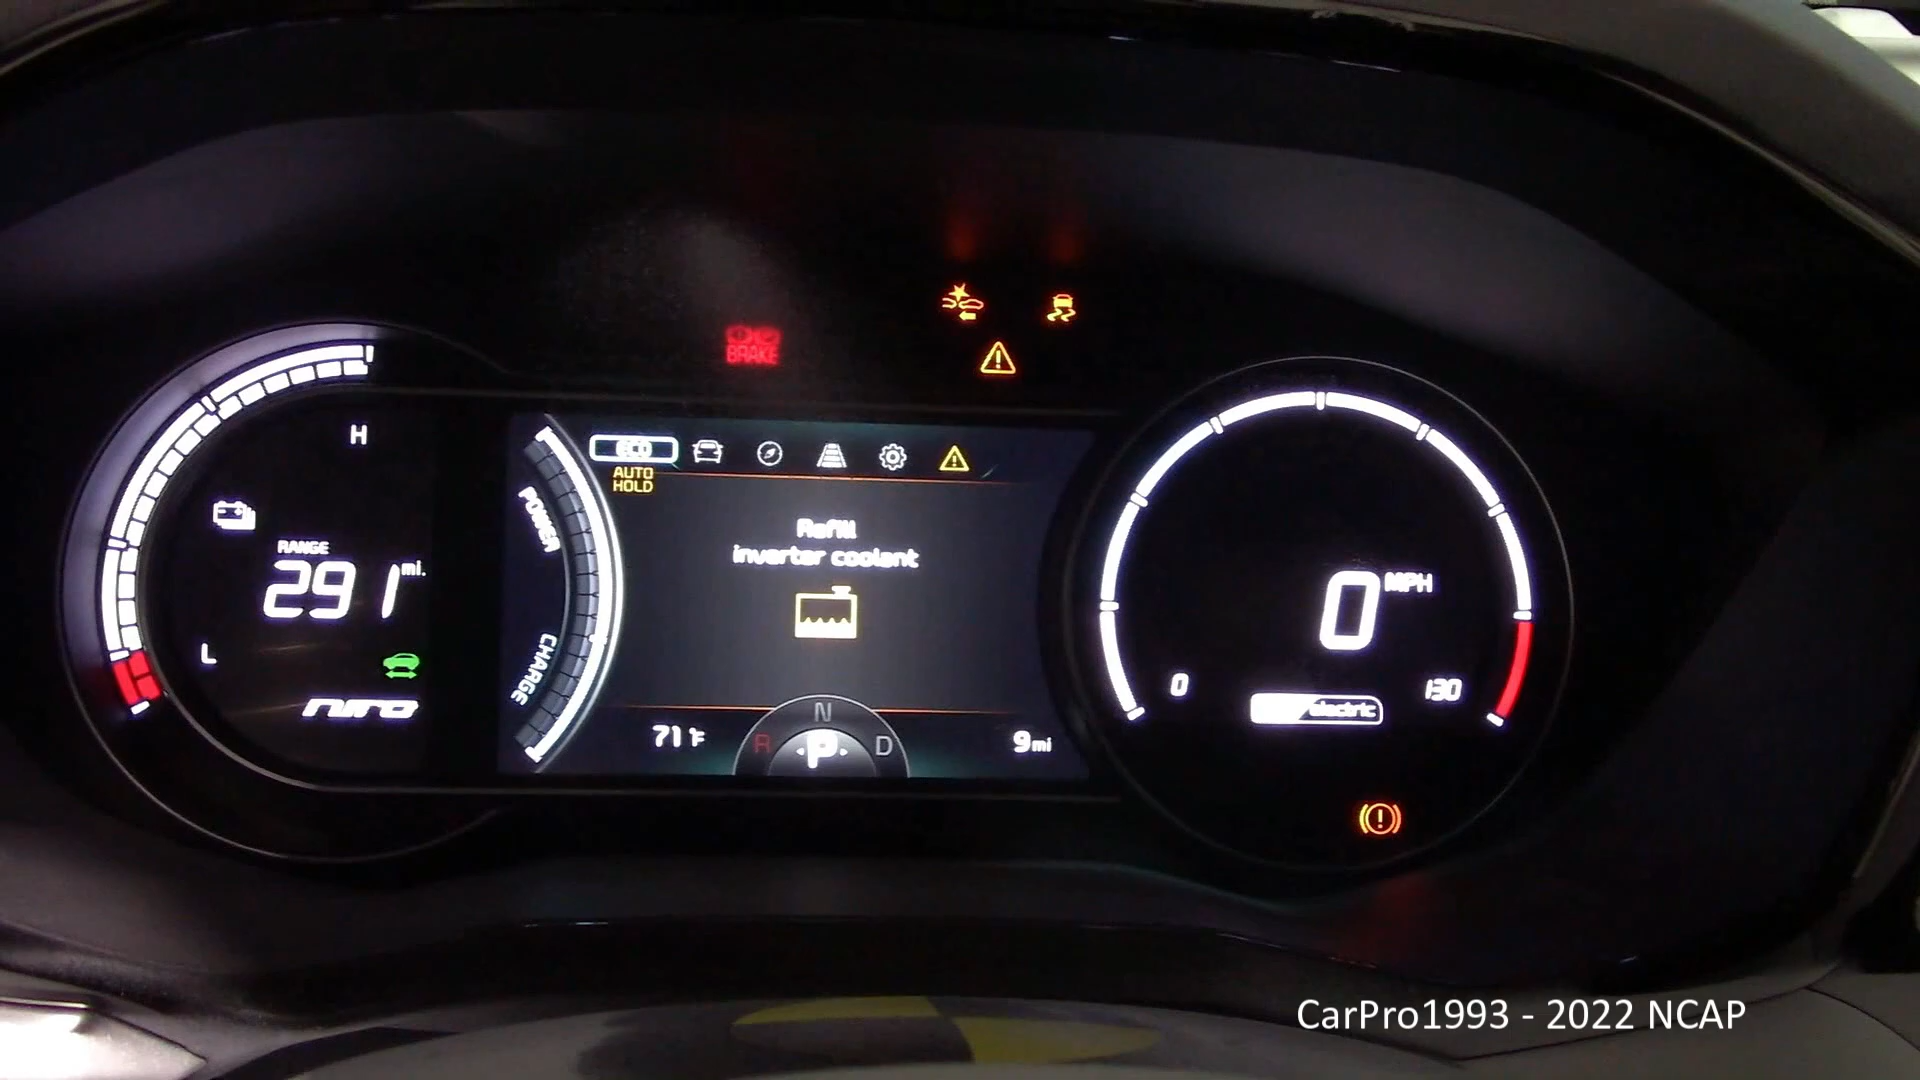 BRAKE
H
ECO
AUTO
HOLD
POWER
Refill
inverter coolant
RANGE
291 mi.
L
CHARGE
niro
0 MPH
0
130
electric
N
71°F
R
P
D
9mi
CarPro1993 - 2022 NCAP